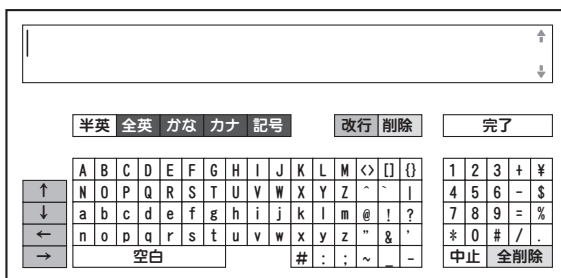 半英 全英 かな カナ 記号 改行 削除 完了
A B C D E F G H I J K L M <> [] {} 1 2 3 + ¥
↑ N O P Q R S T U V W X Y Z ^ ` | 4 5 6 - $
↓ a b c d e f g h i j k l m @ ! ? 7 8 9 = %
← n o p q r s t u v w x y z " & ' * 0 # / .
→ 空白 # : ; ~ _ - 中止 全削除